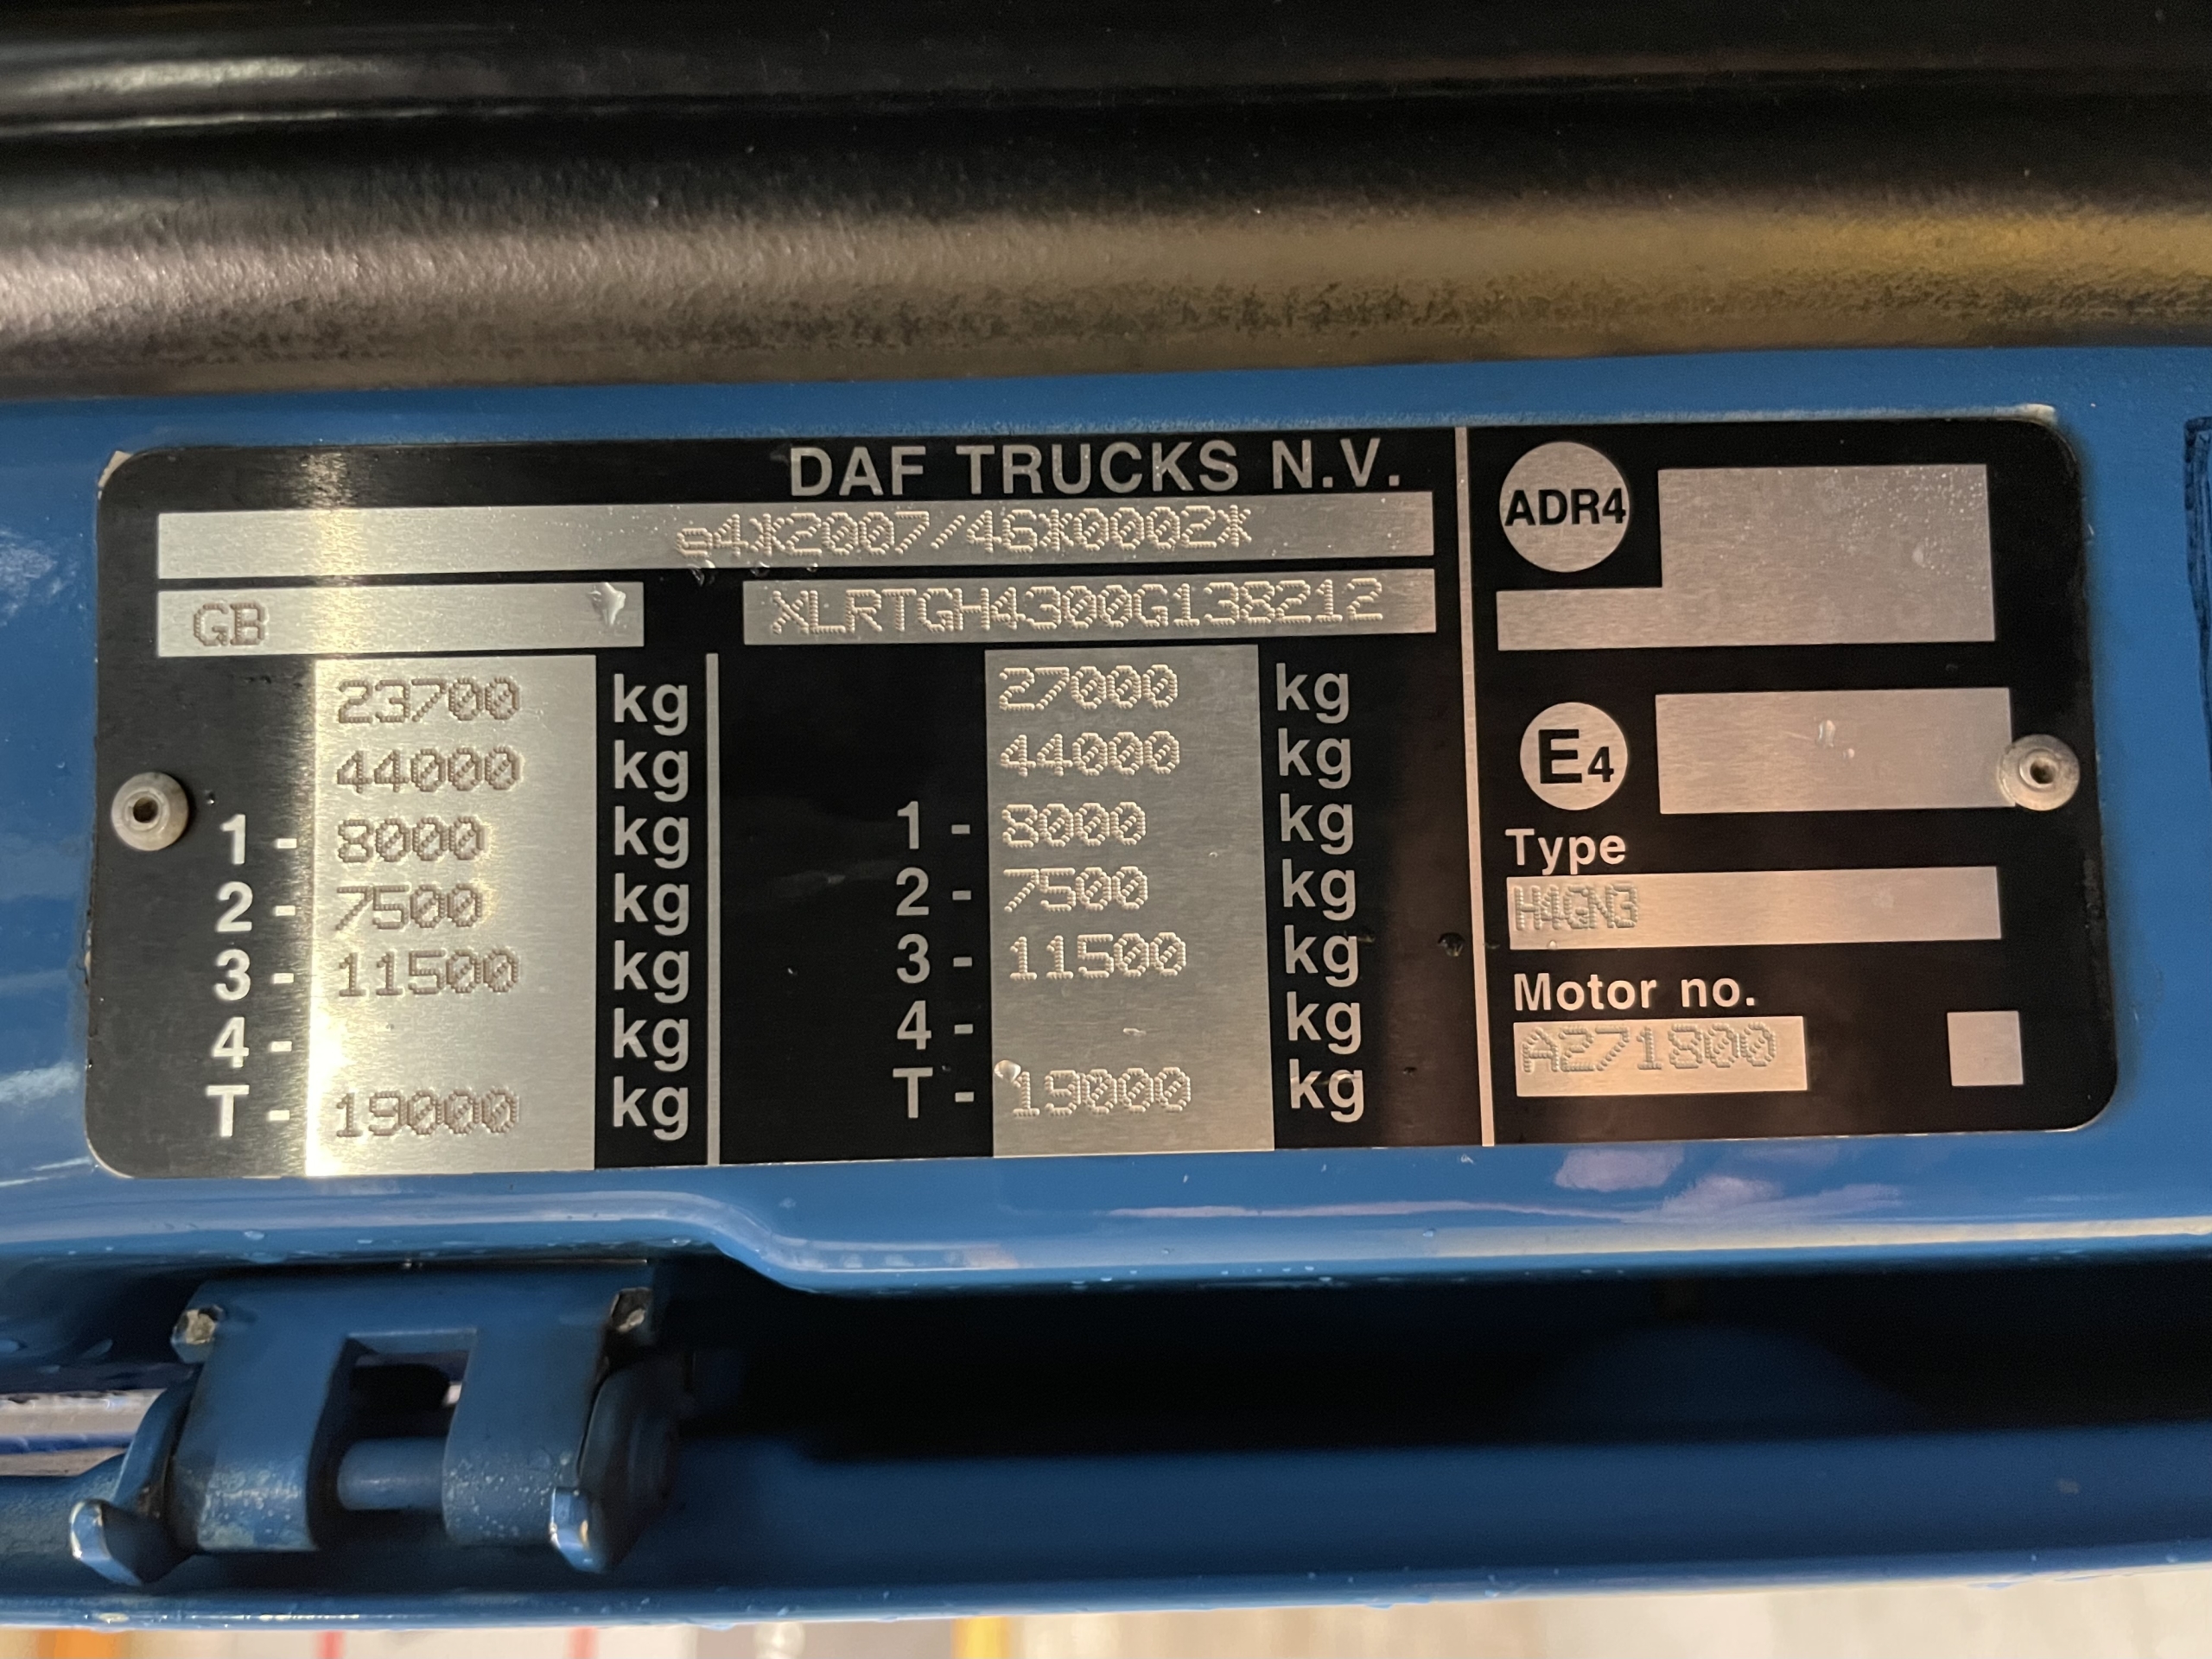 DAF TRUCKS N.V.
e4*2007/46*0002*
GB
XLRTGH4300G138212
23700 kg
44000 kg
1 - 8000 kg
2 - 7500 kg
3 - 11500 kg
4 - kg
T - 19000 kg
27000 kg
44000 kg
1 - 8000 kg
2 - 7500 kg
3 - 11500 kg
4 - - kg
T - 19000 kg
ADR4
E4
Type
H4GN3
Motor no.
A271800